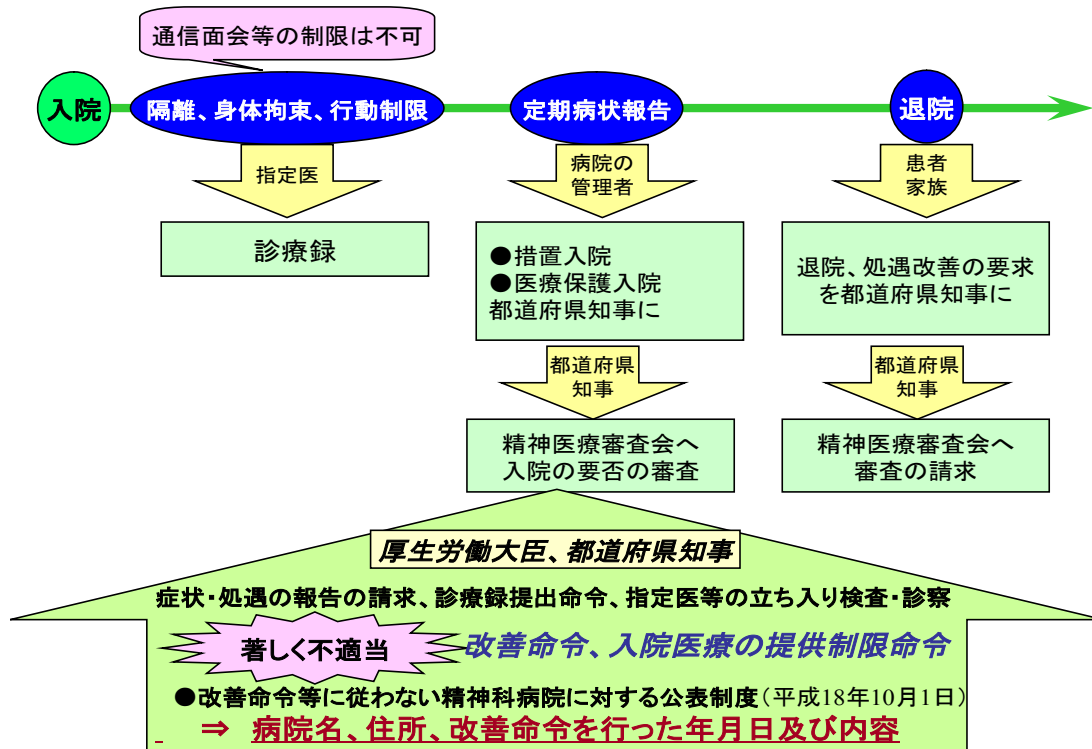 通信面会等の制限は不可
入院
隔離、身体拘束、行動制限
定期病状報告
退院
指定医
病院の
管理者
患者
家族
診療録
●措置入院
●医療保護入院
都道府県知事に
退院、処遇改善の要求
を都道府県知事に
都道府県
知事
都道府県
知事
精神医療審査会へ
入院の要否の審査
精神医療審査会へ
審査の請求
厚生労働大臣、都道府県知事
症状・処遇の報告の請求、診療録提出命令、指定医等の立ち入り検査・診察
著しく不適当
改善命令、入院医療の提供制限命令
●改善命令等に従わない精神科病院に対する公表制度（平成18年10月1日）
⇒ 病院名、住所、改善命令を行った年月日及び内容